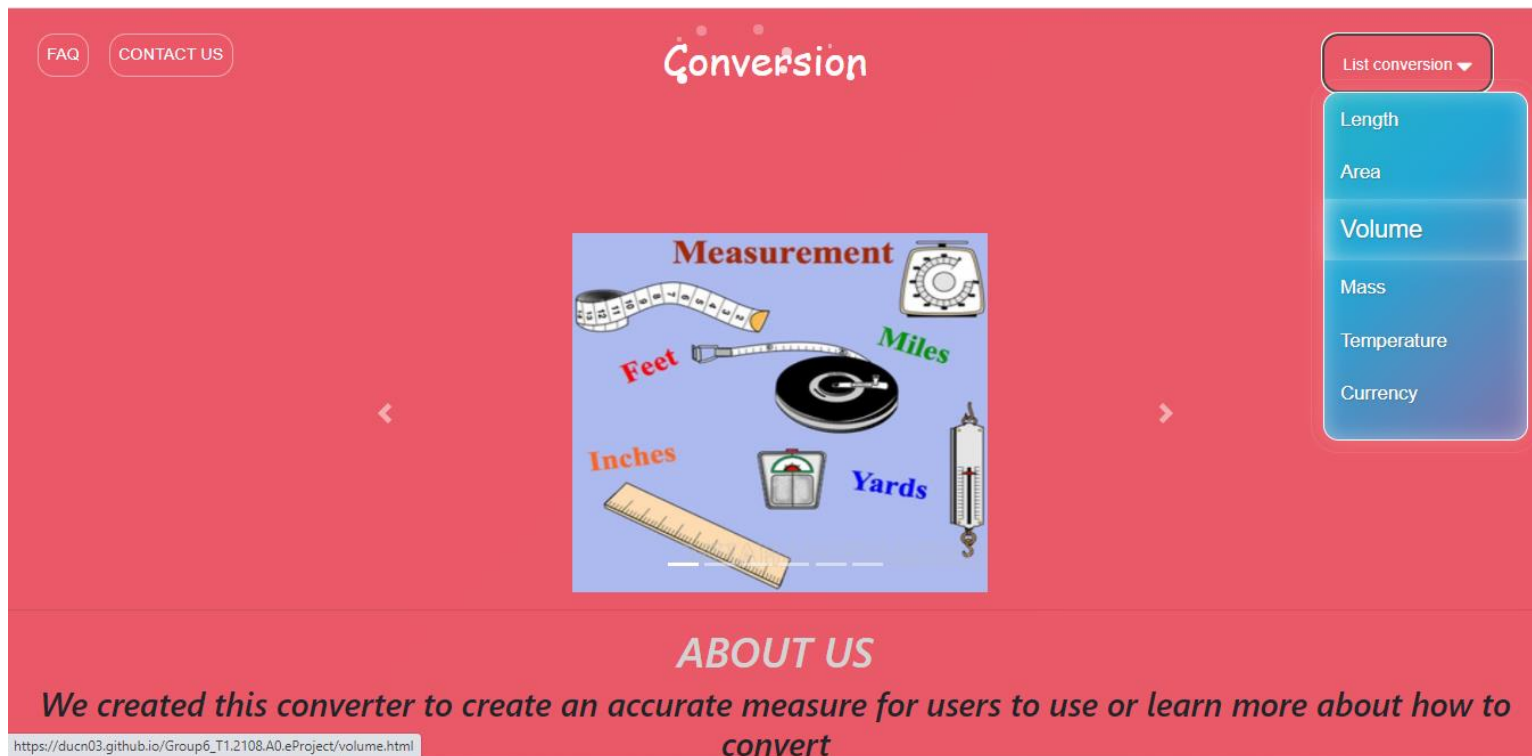 FAQ
CONTACT US
Conversion
List conversion
Length
Area
Volume
Mass
Temperature
Currency
Measurement
Feet
Miles
Inches
Yards
ABOUT US
We created this converter to create an accurate measure for users to use or learn more about how to
convert
https://ducn03.github.io/Group6_T1.2108.A0.eProject/volume.html